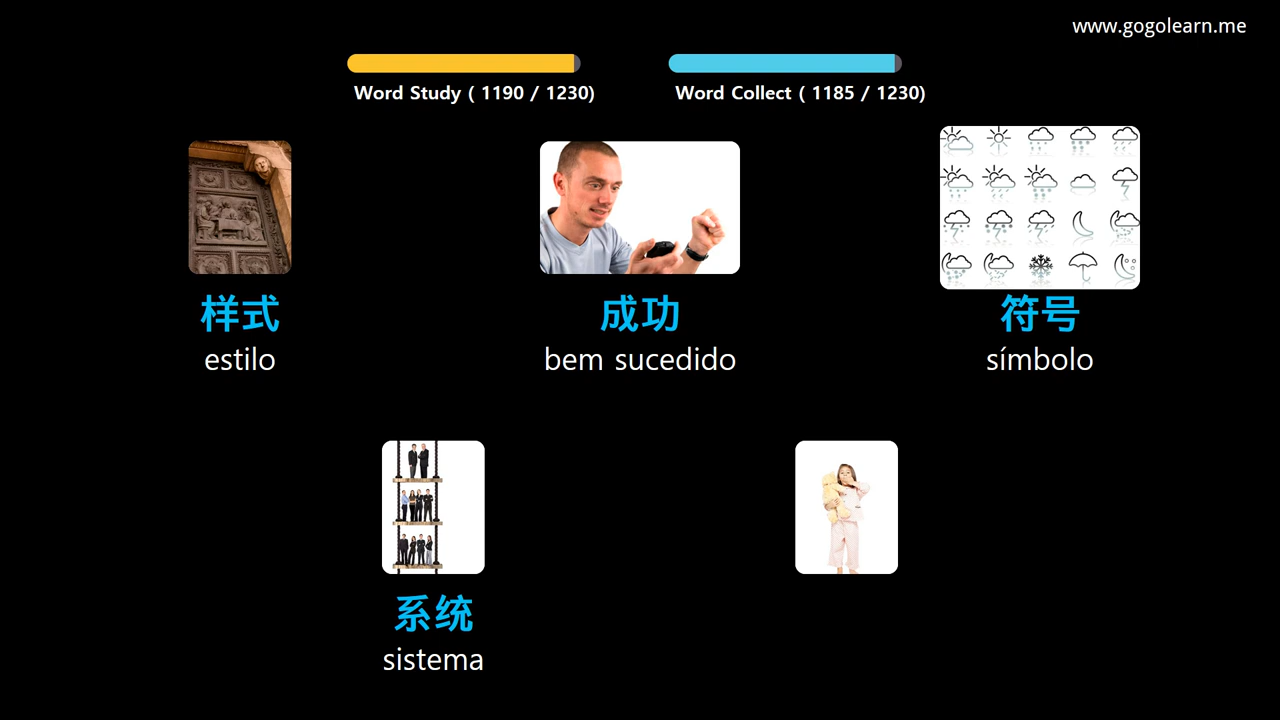 www.gogolearn.me
Word Study ( 1190 / 1230)
Word Collect ( 1185 / 1230)
样式
estilo
成功
bem sucedido
符号
símbolo
系统
sistema